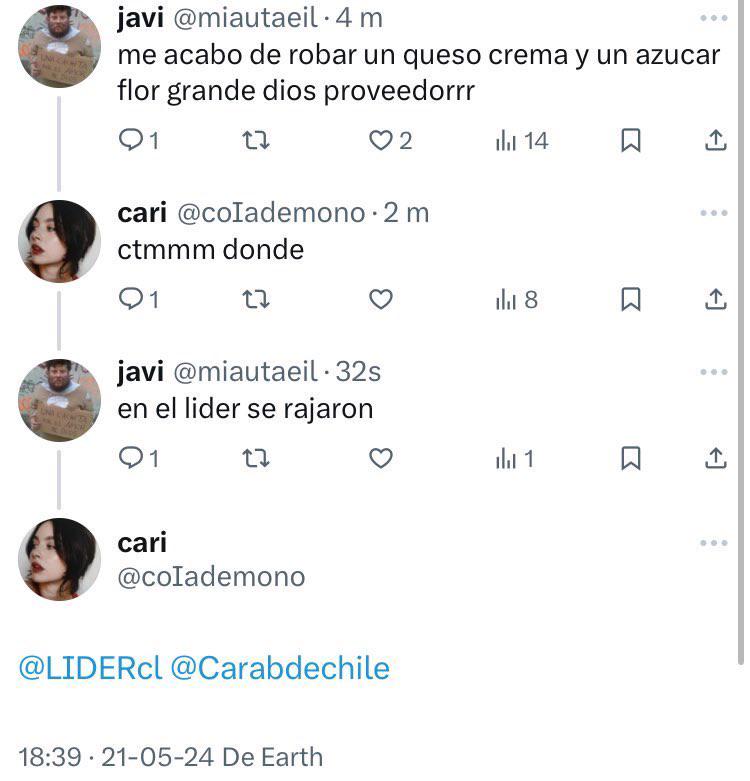 javi @miautaeil · 4 m
me acabo de robar un queso crema y un azucar
flor grande dios proveedorrr
1 2 14
cari @coIademono · 2 m
ctmmm donde
1 8
javi @miautaeil · 32s
en el lider se rajaron
1 1
cari
@coIademono
@LIDERcl @Carabdechile
18:39 · 21-05-24 De Earth